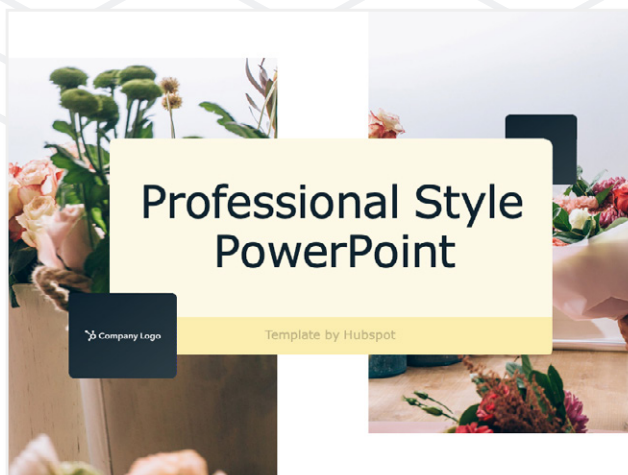 Professional Style
PowerPoint
Company Logo
Template by Hubspot